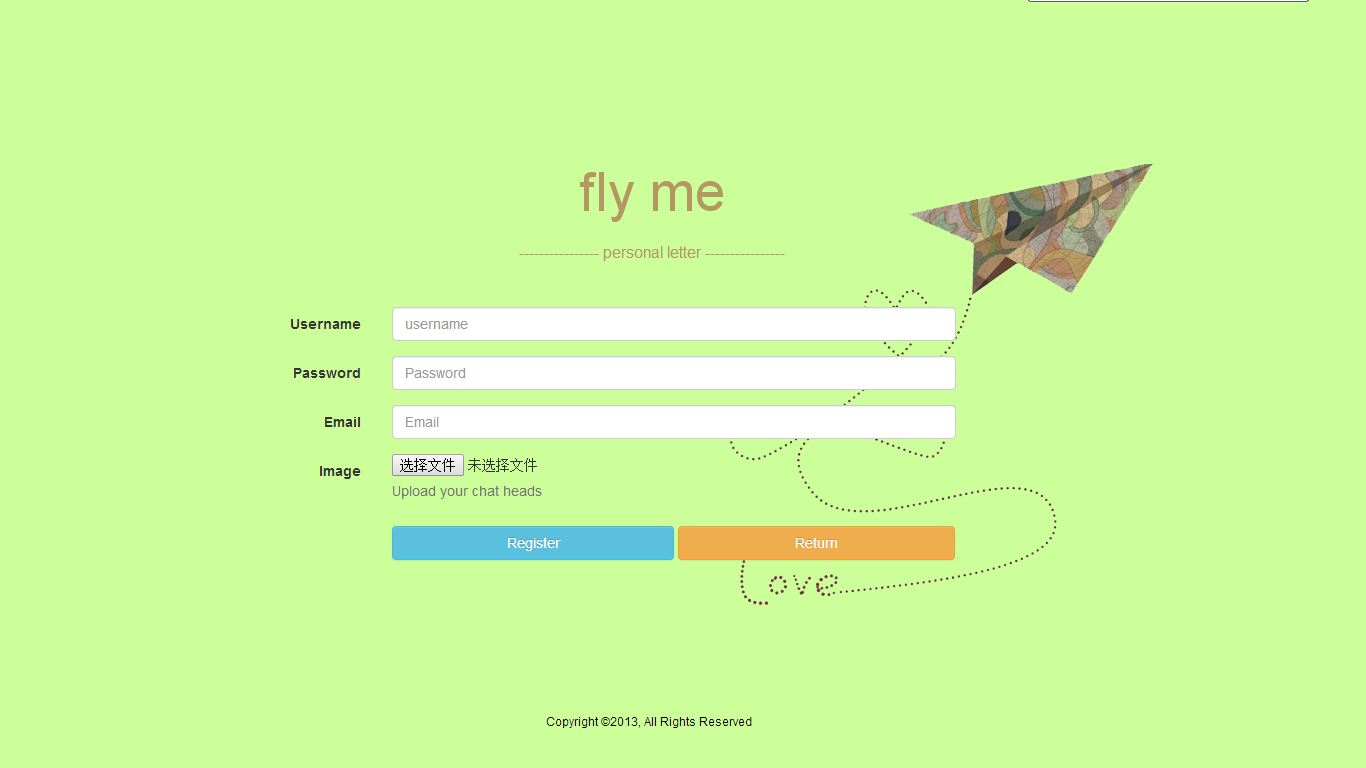 fly me
---------------- personal letter ----------------
Username username
Password Password
Email Email
Image 选择文件 未选择文件
Upload your chat heads
Register Return
Love
Copyright ©2013, All Rights Reserved